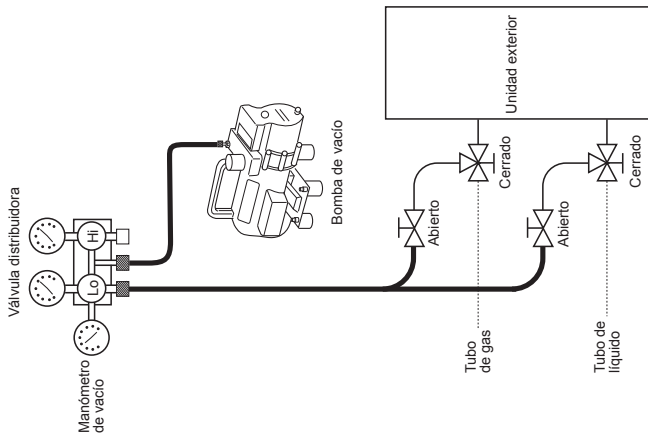 Válvula distribuidora
Lo
Hi
Manómetro
de vacío
Bomba de vacío
Unidad exterior
Abierto
Cerrado
Abierto
Cerrado
Tubo
de gas
Tubo de
líquido